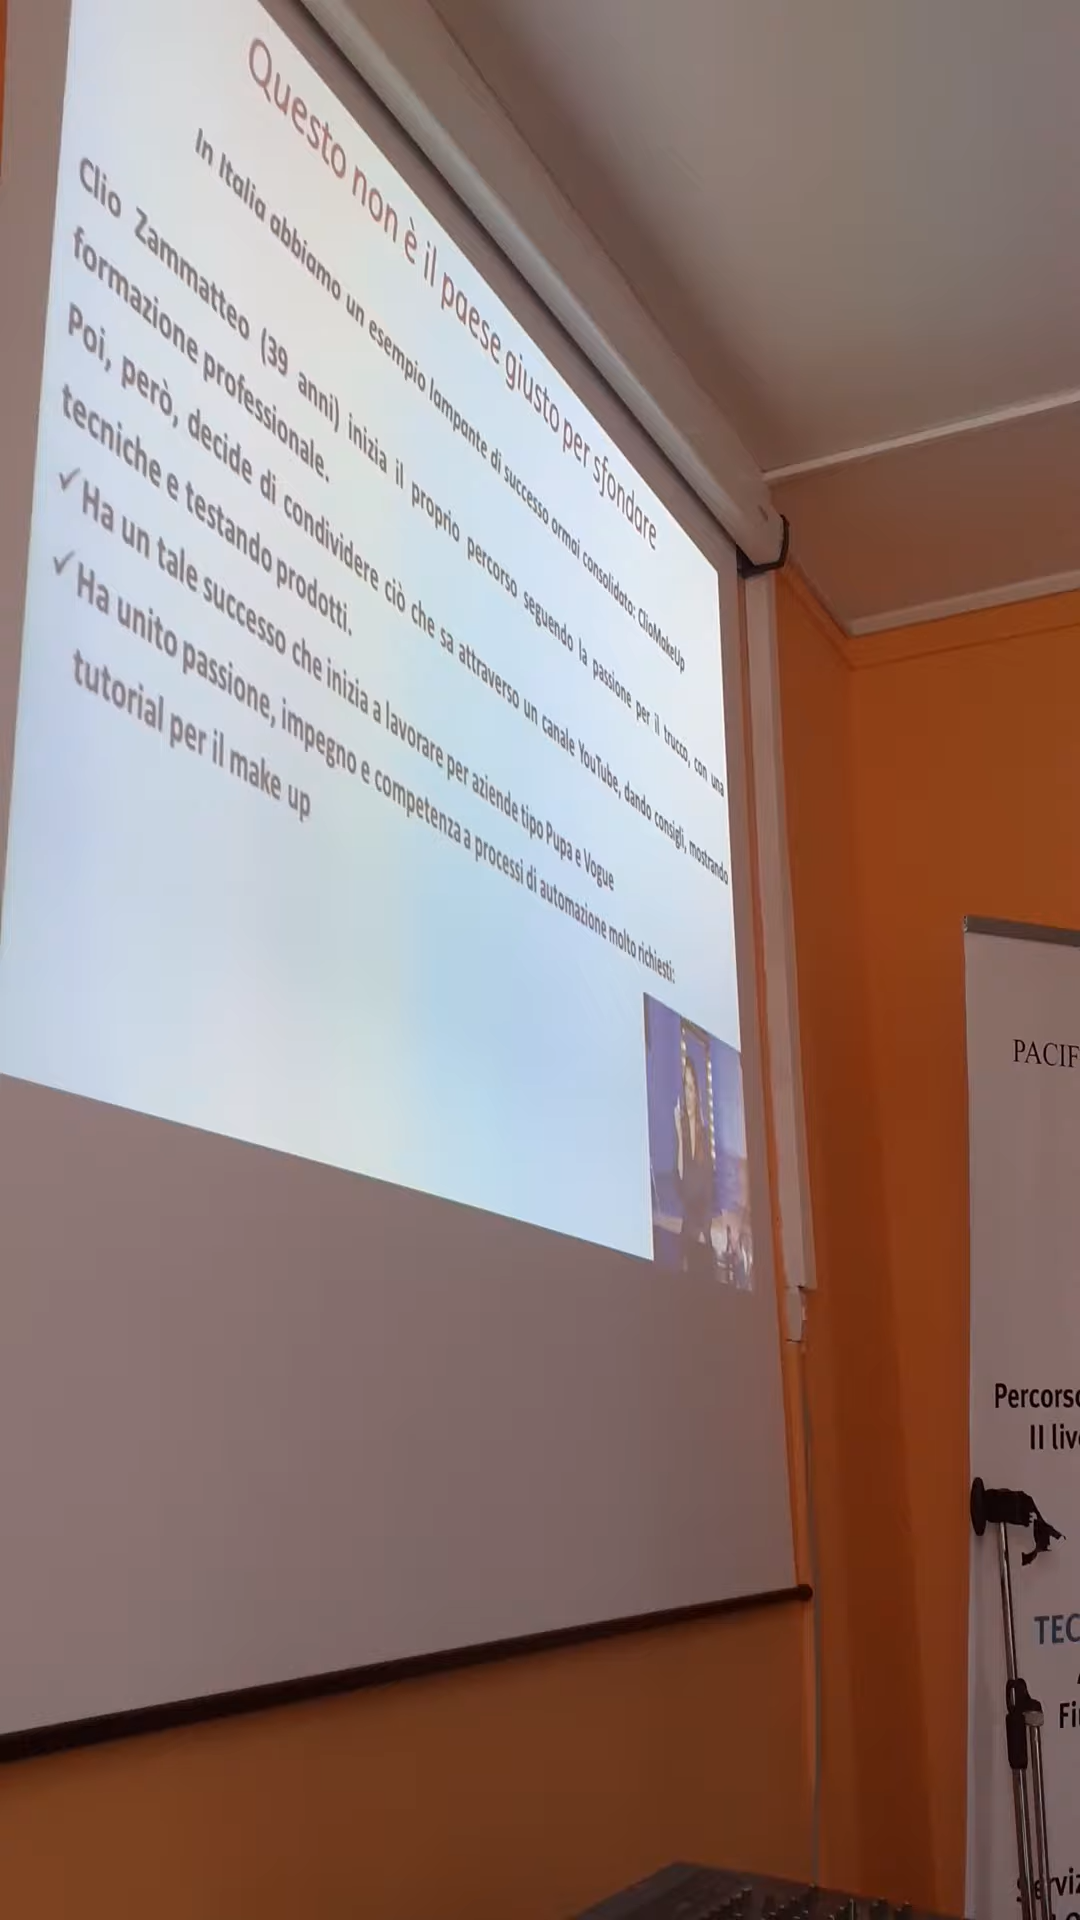 Questo non è il paese giusto per sfondare
In Italia abbiamo un esempio lampante di successo ormai consolidato: ClioMakeUp
Clio Zammatteo (39 anni) inizia il proprio percorso seguendo la passione per il trucco, con una
formazione professionale.
Poi, però, decide di condividere ciò che sa attraverso un canale YouTube, dando consigli, mostrando
tecniche e testando prodotti.
✓ Ha un tale successo che inizia a lavorare per aziende tipo Pupa e Vogue
✓ Ha unito passione, impegno e competenza a processi di automazione molto richiesti:
tutorial per il make up
PACIF
Percorso
II live
TEC
Fi